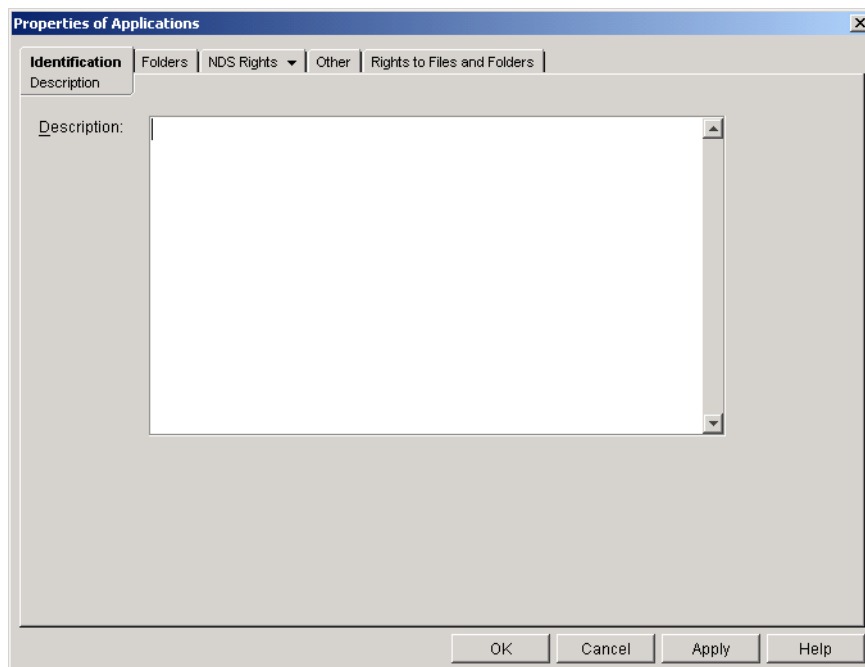 Properties of Applications
Identification Folders NDS Rights Other Rights to Files and Folders
Description
Description:
OK Cancel Apply Help